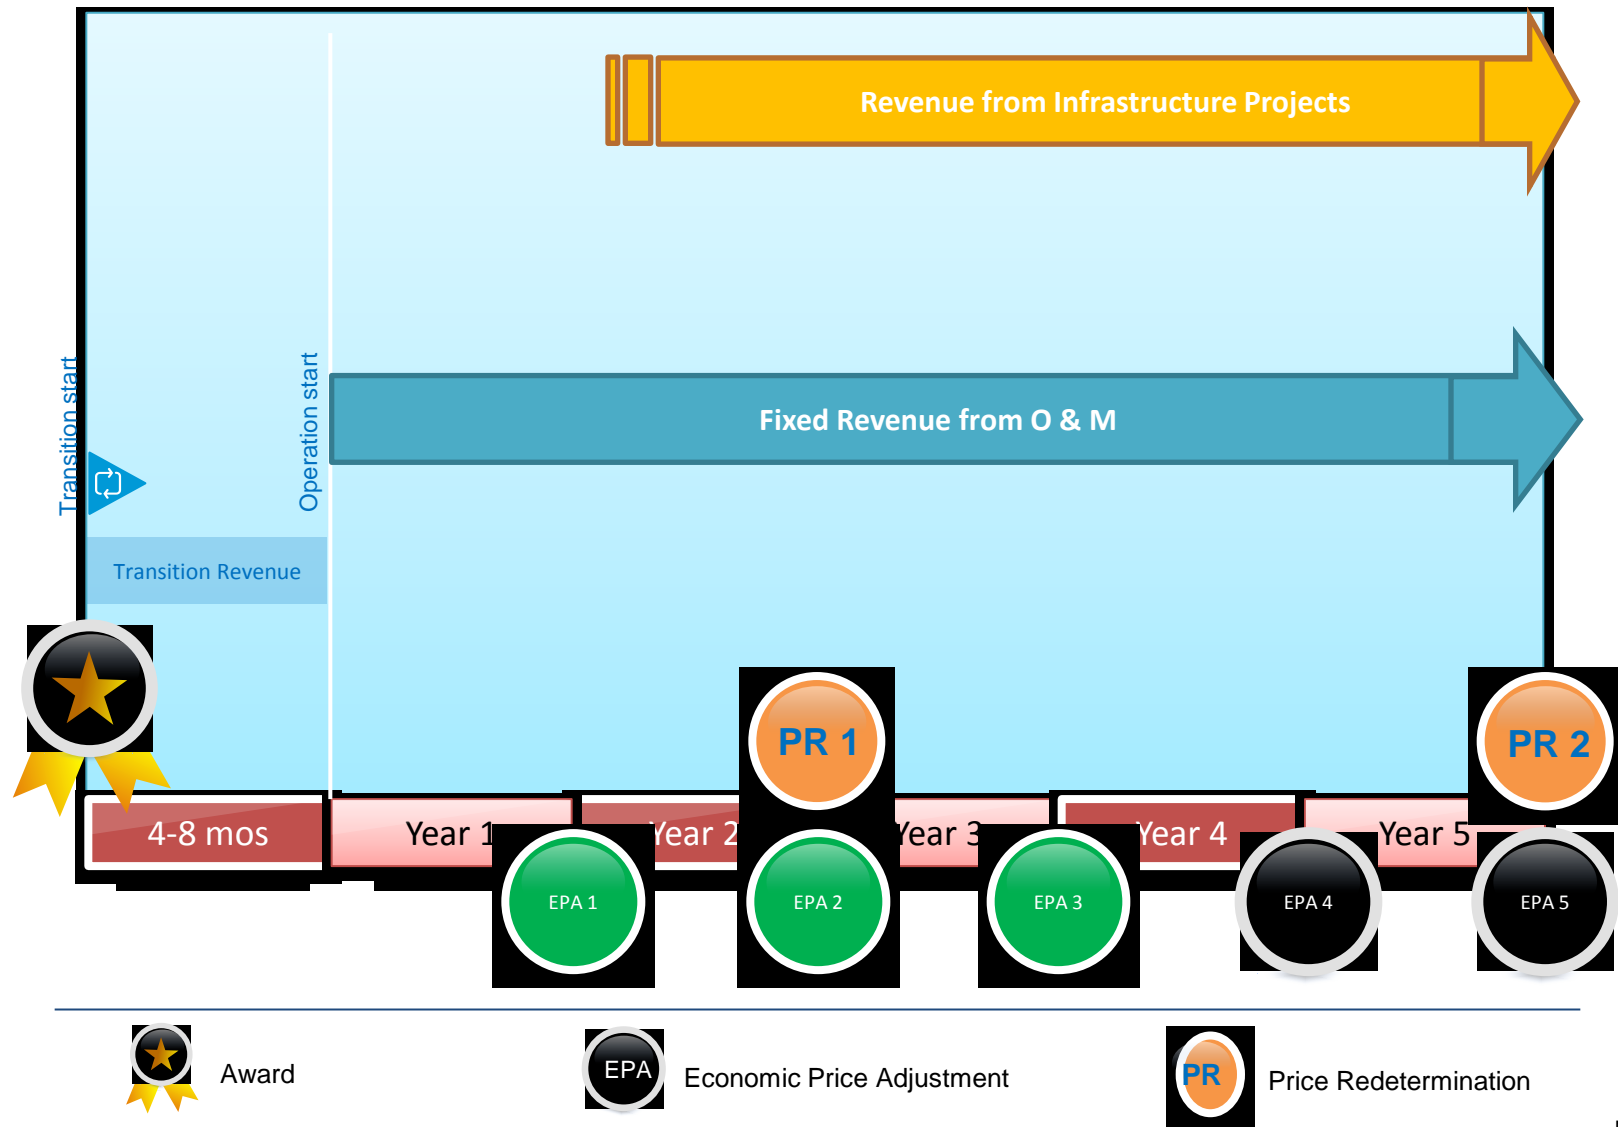 Revenue from Infrastructure Projects
Transition start
Operation start
Fixed Revenue from O & M
Transition Revenue
PR 1
PR 2
4-8 mos
Year 1
Year 2
Year 3
Year 4
Year 5
EPA 1
EPA 2
EPA 3
EPA 4
EPA 5
Award
EPA
Economic Price Adjustment
PR
Price Redetermination